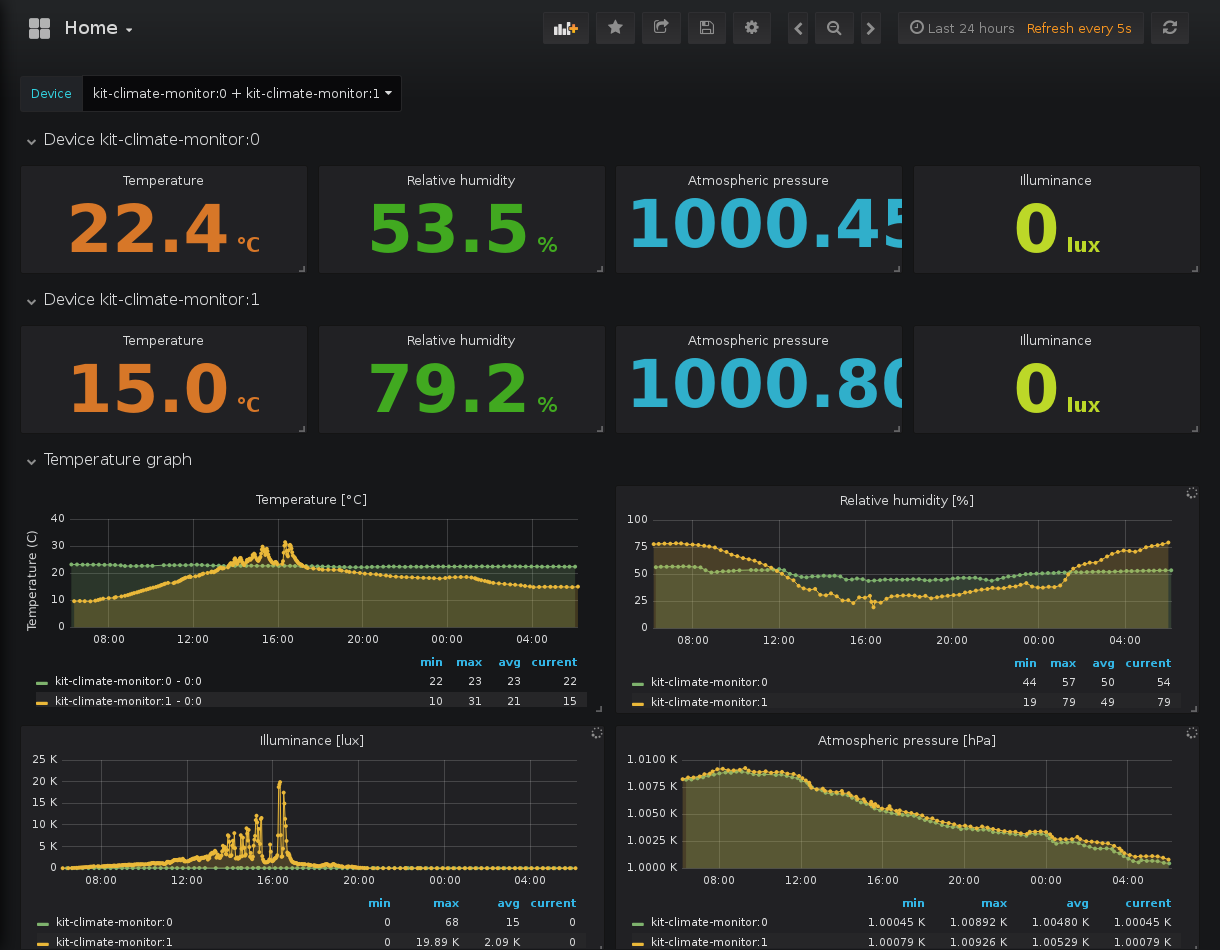 Home
Last 24 hours Refresh every 5s
Device kit-climate-monitor:0 + kit-climate-monitor:1
Device kit-climate-monitor:0
Temperature Relative humidity Atmospheric pressure Illuminance
22.4 °C 53.5 % 1000.45 0 lux
Device kit-climate-monitor:1
Temperature Relative humidity Atmospheric pressure Illuminance
15.0 °C 79.2 % 1000.80 0 lux
Temperature graph
Temperature [°C]
Temperature (C)
40
30
20
10
0
08:00 12:00 16:00 20:00 00:00 04:00
min max avg current
kit-climate-monitor:0 - 0:0 22 23 23 22
kit-climate-monitor:1 - 0:0 10 31 21 15
Relative humidity [%]
100
75
50
25
0
08:00 12:00 16:00 20:00 00:00 04:00
min max avg current
kit-climate-monitor:0 44 57 50 54
kit-climate-monitor:1 19 79 49 79
Illuminance [lux]
25 K
20 K
15 K
10 K
5 K
0
08:00 12:00 16:00 20:00 00:00 04:00
min max avg current
kit-climate-monitor:0 0 68 15 0
kit-climate-monitor:1 0 19.89 K 2.09 K 0
Atmospheric pressure [hPa]
1.0100 K
1.0075 K
1.0050 K
1.0025 K
1.0000 K
08:00 12:00 16:00 20:00 00:00 04:00
min max avg current
kit-climate-monitor:0 1.00045 K 1.00892 K 1.00480 K 1.00045 K
kit-climate-monitor:1 1.00079 K 1.00926 K 1.00529 K 1.00079 K